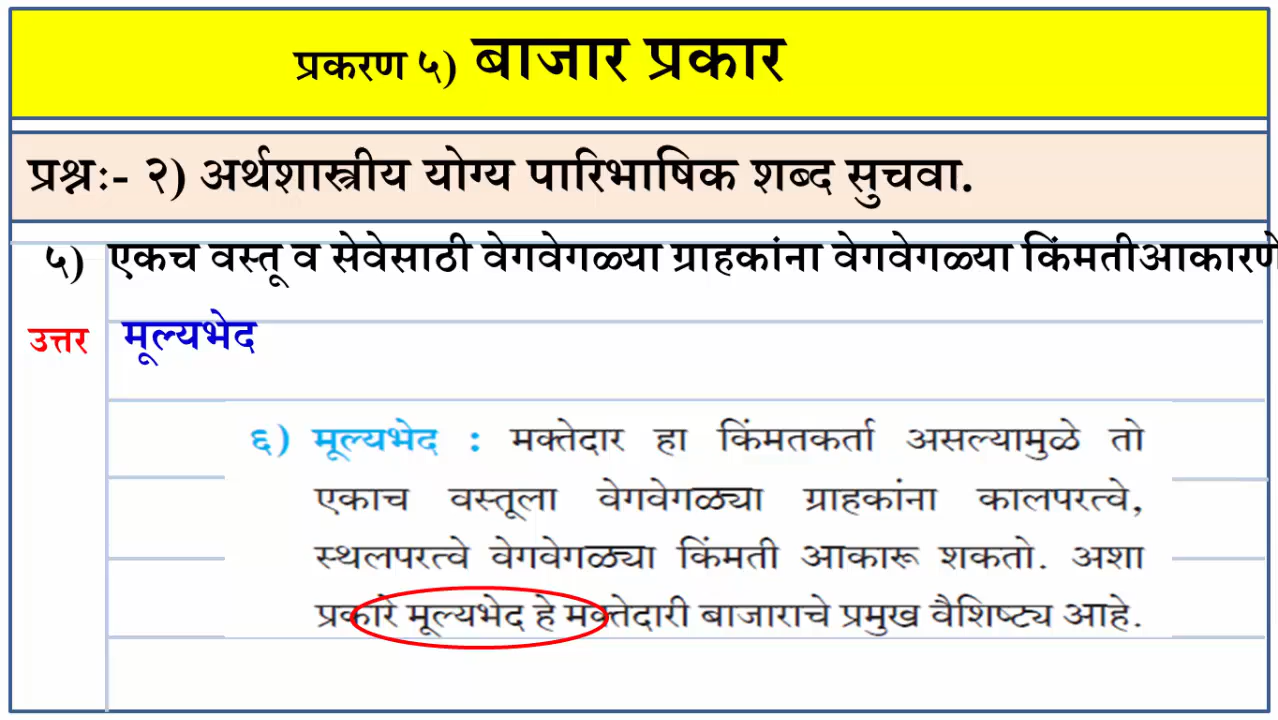 प्रकरण ५) बाजार प्रकार
प्रश्नः- २) अर्थशास्त्रीय योग्य पारिभाषिक शब्द सुचवा.
५) एकच वस्तू व सेवेसाठी वेगवेगळ्या ग्राहकांना वेगवेगळ्या किंमतीआकारणे
उत्तर मूल्यभेद
६) मूल्यभेद : मक्तेदार हा किंमतकर्ता असल्यामुळे तो
एकाच वस्तूला वेगवेगळ्या ग्राहकांना कालपरत्वे,
स्थलपरत्वे वेगवेगळ्या किंमती आकारू शकतो. अशा
प्रकारे मूल्यभेद हे मक्तेदारी बाजाराचे प्रमुख वैशिष्ट्य आहे.